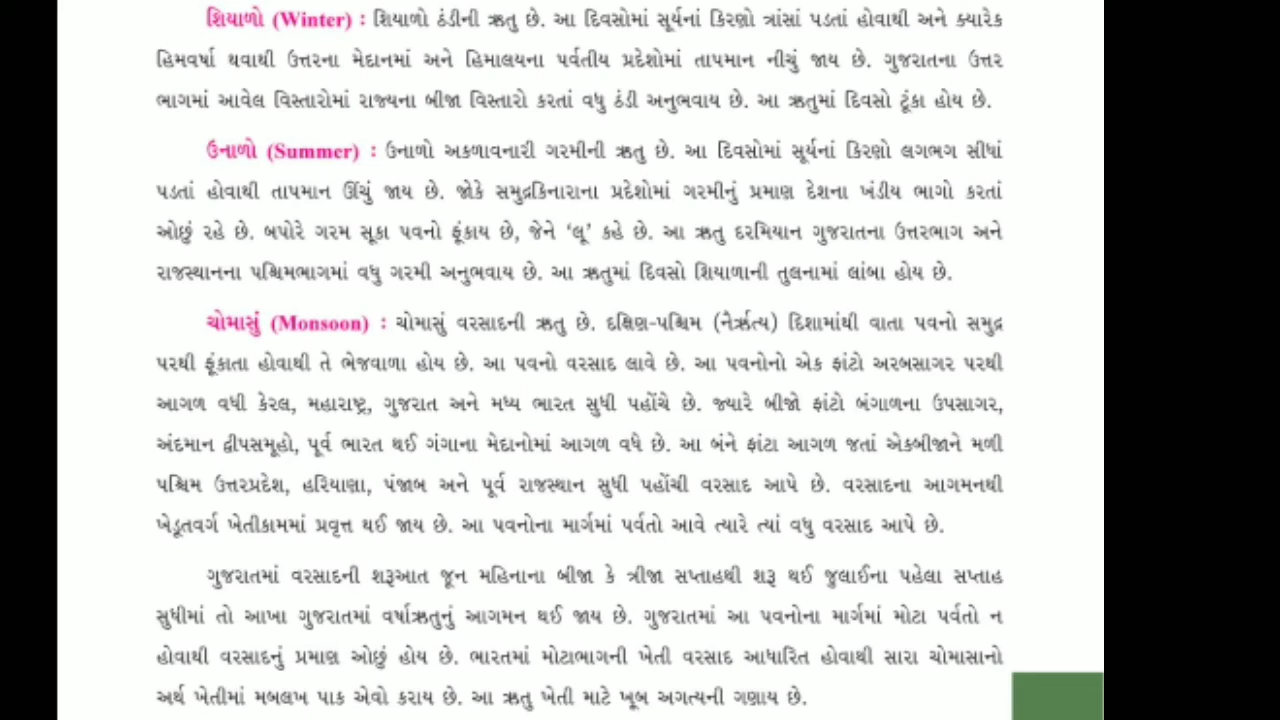 શિયાળો (Winter) : શિયાળો ઠંડીની ઋતુ છે. આ દિવસોમાં સૂર્યનાં કિરણો ત્રાંસાં પડતાં હોવાથી અને ક્યારેક
હિમવર્ષા થવાથી ઉત્તરના મેદાનમાં અને હિમાલયના પર્વતીય પ્રદેશોમાં તાપમાન નીચું જાય છે. ગુજરાતના ઉત્તર
ભાગમાં આવેલ વિસ્તારોમાં રાજ્યના બીજા વિસ્તારો કરતાં વધુ ઠંડી અનુભવાય છે. આ ઋતુમાં દિવસો ટૂંકા હોય છે.
ઉનાળો (Summer) : ઉનાળો અકળાવનારી ગરમીની ઋતુ છે. આ દિવસોમાં સૂર્યનાં કિરણો લગભગ સીધાં
પડતાં હોવાથી તાપમાન ઊંચું જાય છે. જોકે સમુદ્રકિનારાના પ્રદેશોમાં ગરમીનું પ્રમાણ દેશના ખંડીય ભાગો કરતાં
ઓછું રહે છે. બપોરે ગરમ સૂકા પવનો ફૂંકાય છે, જેને ‘લૂ’ કહે છે. આ ઋતુ દરમિયાન ગુજરાતના ઉત્તરભાગ અને
રાજસ્થાનના પશ્ચિમભાગમાં વધુ ગરમી અનુભવાય છે. આ ઋતુમાં દિવસો શિયાળાની તુલનામાં લાંબા હોય છે.
ચોમાસું (Monsoon) : ચોમાસું વરસાદની ઋતુ છે. દક્ષિણ-પશ્ચિમ (નૈર્ઋત્ય) દિશામાંથી વાતા પવનો સમુદ્ર
પરથી ફૂંકાતા હોવાથી તે ભેજવાળા હોય છે. આ પવનો વરસાદ લાવે છે. આ પવનોનો એક ફાંટો અરબસાગર પરથી
આગળ વધી કેરલ, મહારાષ્ટ્ર, ગુજરાત અને મધ્ય ભારત સુધી પહોંચે છે. જ્યારે બીજો ફાંટો બંગાળના ઉપસાગર,
અંદમાન દ્વીપસમૂહો, પૂર્વ ભારત થઈ ગંગાના મેદાનોમાં આગળ વધે છે. આ બંને ફાંટા આગળ જતાં એકબીજાને મળી
પશ્ચિમ ઉત્તરપ્રદેશ, હરિયાણા, પંજાબ અને પૂર્વ રાજસ્થાન સુધી પહોંચી વરસાદ આપે છે. વરસાદના આગમનથી
ખેડૂતવર્ગ ખેતીકામમાં પ્રવૃત્ત થઈ જાય છે. આ પવનોના માર્ગમાં પર્વતો આવે ત્યારે ત્યાં વધુ વરસાદ આપે છે.
ગુજરાતમાં વરસાદની શરૂઆત જૂન મહિનાના બીજા કે ત્રીજા સપ્તાહથી શરૂ થઈ જુલાઈના પહેલા સપ્તાહ
સુધીમાં તો આખા ગુજરાતમાં વર્ષાઋતુનું આગમન થઈ જાય છે. ગુજરાતમાં આ પવનોના માર્ગમાં મોટા પર્વતો ન
હોવાથી વરસાદનું પ્રમાણ ઓછું હોય છે. ભારતમાં મોટાભાગની ખેતી વરસાદ આધારિત હોવાથી સારા ચોમાસાનો
અર્થ ખેતીમાં મબલખ પાક એવો કરાય છે. આ ઋતુ ખેતી માટે ખૂબ અગત્યની ગણાય છે.